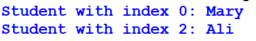 Student with index 0: Mary
Student with index 2: Ali